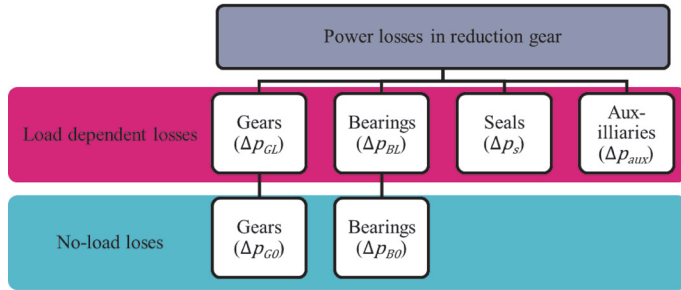 Power losses in reduction gear
Load dependent losses
Gears
(Δp_GL)
Bearings
(Δp_BL)
Seals
(Δp_s)
Aux-
illiaries
(Δp_aux)
No-load loses
Gears
(Δp_G0)
Bearings
(Δp_B0)